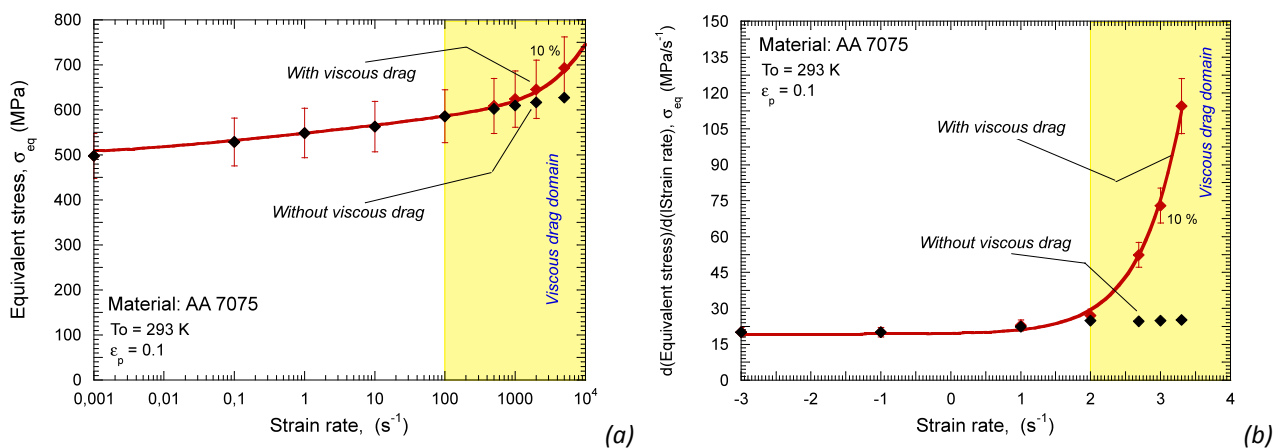 800
700
600
500
400
300
200
100
0
Equivalent stress, σeq (MPa)
With viscous drag
10 %
Without viscous drag
Viscous drag domain
Material: AA 7075
To = 293 K
εp = 0.1
0,001 0,01 0,1 1 10 100 1000 10⁴
Strain rate, (s⁻¹)
(a)
150
135
120
105
90
75
60
45
30
15
0
d(Equivalent stress)/d(lStrain rate), σeq (MPa/s⁻¹)
Material: AA 7075
To = 293 K
εp = 0.1
With viscous drag
10 %
Without viscous drag
Viscous drag domain
-3 -2 -1 0 1 2 3 4
Strain rate, (s⁻¹)
(b)